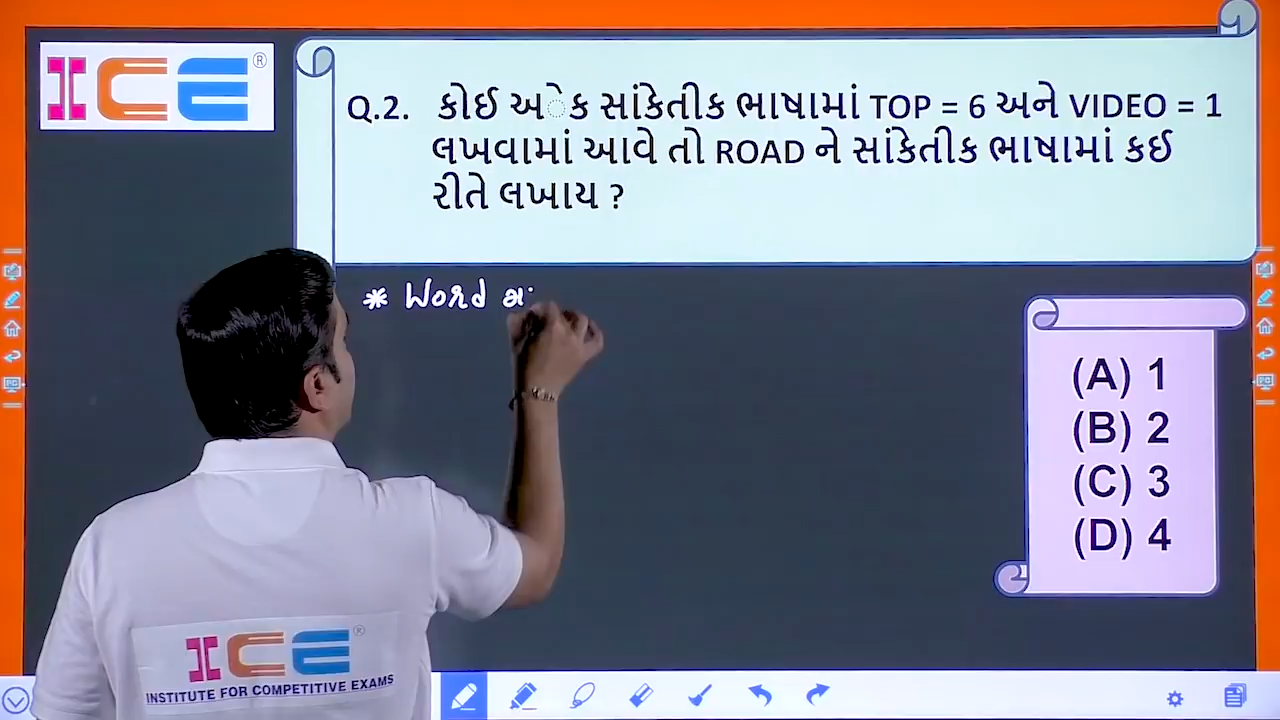 ICE®
Q.2. કોઈ અેક સાંકેતીક ભાષામાં TOP = 6 અને VIDEO = 1
લખવામાં આવે તો ROAD ને સાંકેતીક ભાષામાં કઈ
રીતે લખાય ?
* Word
(A) 1
(B) 2
(C) 3
(D) 4
ICE®
INSTITUTE FOR COMPETITIVE EXAMS